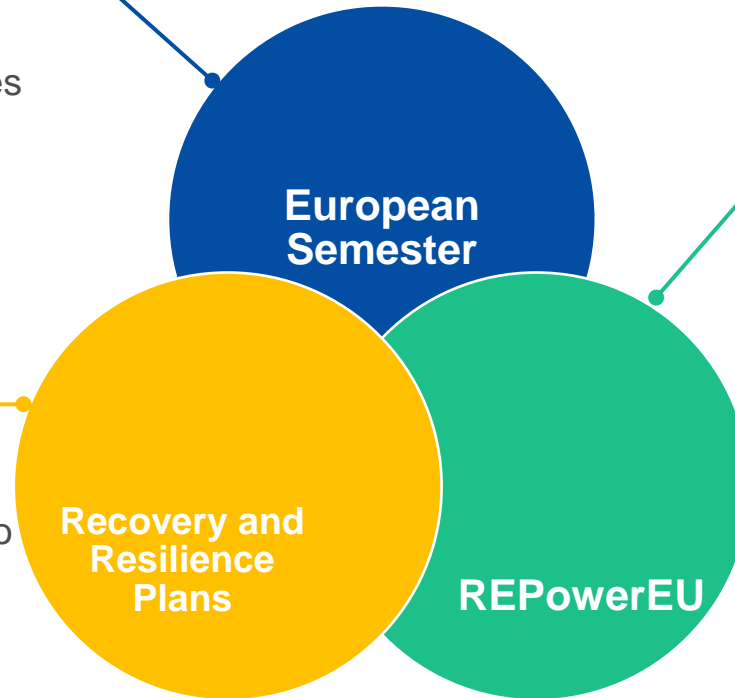 European
Semester
Recovery and
Resilience
Plans
REPowerEU